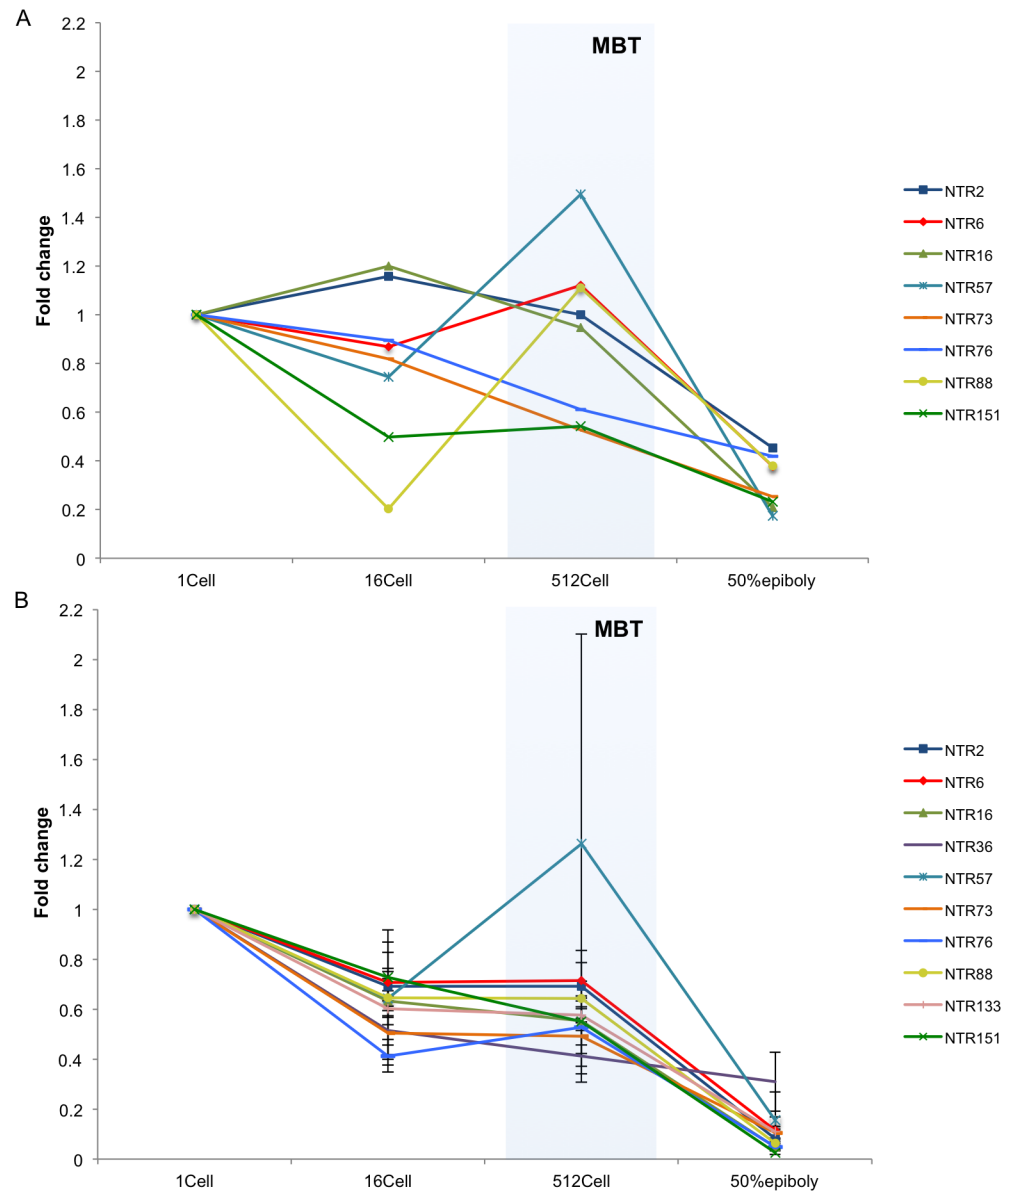 A
2.2
MBT
2
1.8
1.6
1.4
1.2
1
0.8
0.6
0.4
0.2
0
Fold change
1Cell 16Cell 512Cell 50%epiboly
NTR2
NTR6
NTR16
NTR57
NTR73
NTR76
NTR88
NTR151
B
2.2
MBT
2
1.8
1.6
1.4
1.2
1
0.8
0.6
0.4
0.2
0
Fold change
1Cell 16Cell 512Cell 50%epiboly
NTR2
NTR6
NTR16
NTR36
NTR57
NTR73
NTR76
NTR88
NTR133
NTR151